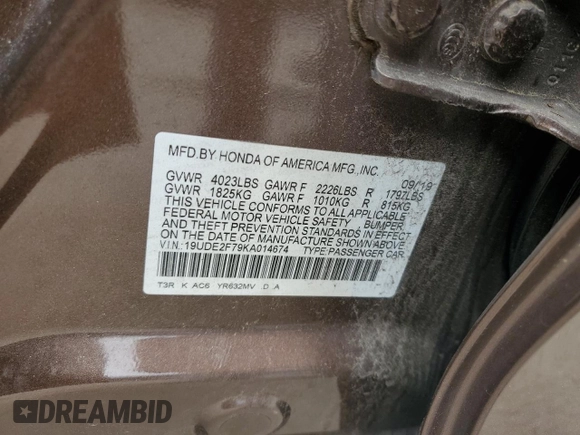 MFD.BY HONDA OF AMERICA MFG.,INC.
09/19
GVWR 4023LBS GAWR F 2226LBS R 1797LBS
GVWR 1825KG GAWR F 1010KG R 815KG
THIS VEHICLE CONFORMS TO ALL APPLICABLE
FEDERAL MOTOR VEHICLE SAFETY BUMPER
AND THEFT PREVENTION STANDARDS IN EFFECT
ON THE DATE OF MANUFACTURE SHOWN ABOVE.
VIN:19UDE2F79KA014674 TYPE:PASSENGER CAR
T3R K AC6 YR632MV .D .A
DREAMBID